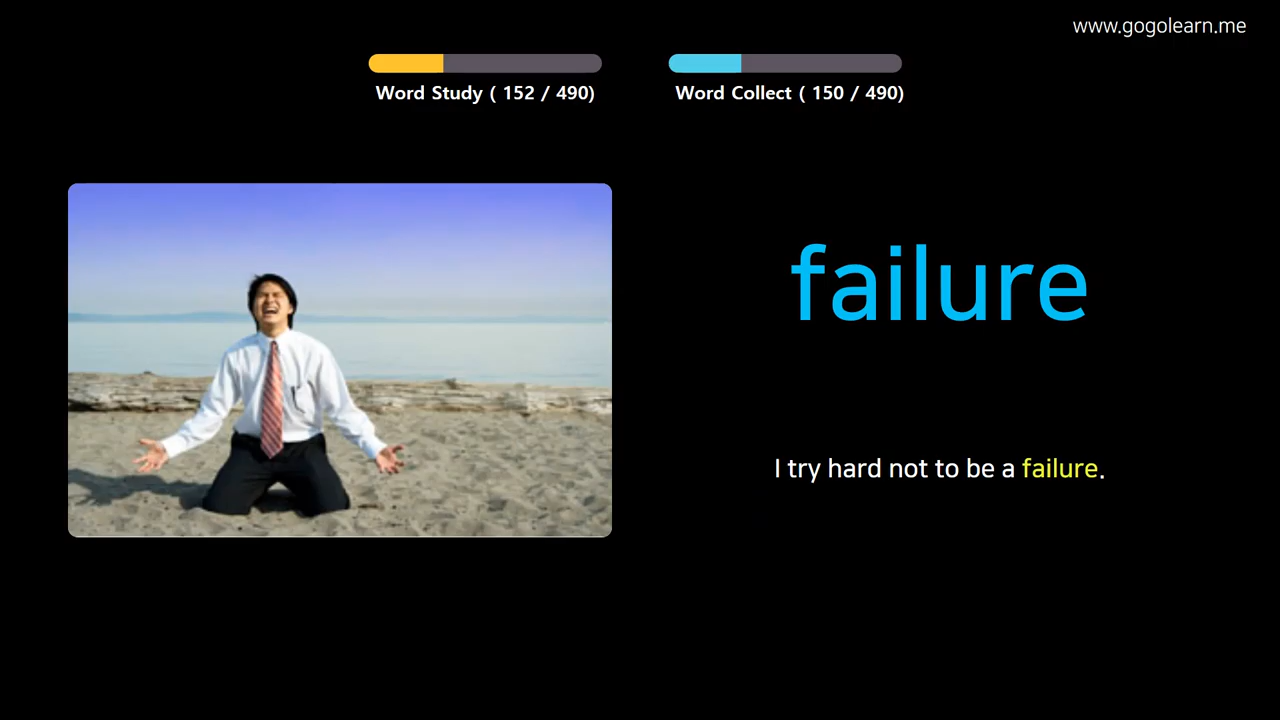 www.gogolearn.me
Word Study ( 152 / 490)
Word Collect ( 150 / 490)
failure
I try hard not to be a failure.